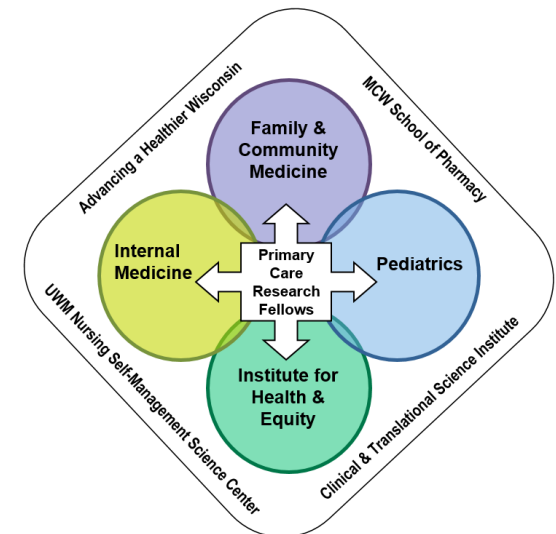 Advancing a Healthier Wisconsin
MCW School of Pharmacy
Family &
Community
Medicine
Internal
Medicine
Primary
Care
Research
Fellows
Pediatrics
Institute for
Health &
Equity
UWM Nursing Self-Management Science Center
Clinical & Translational Science Institute